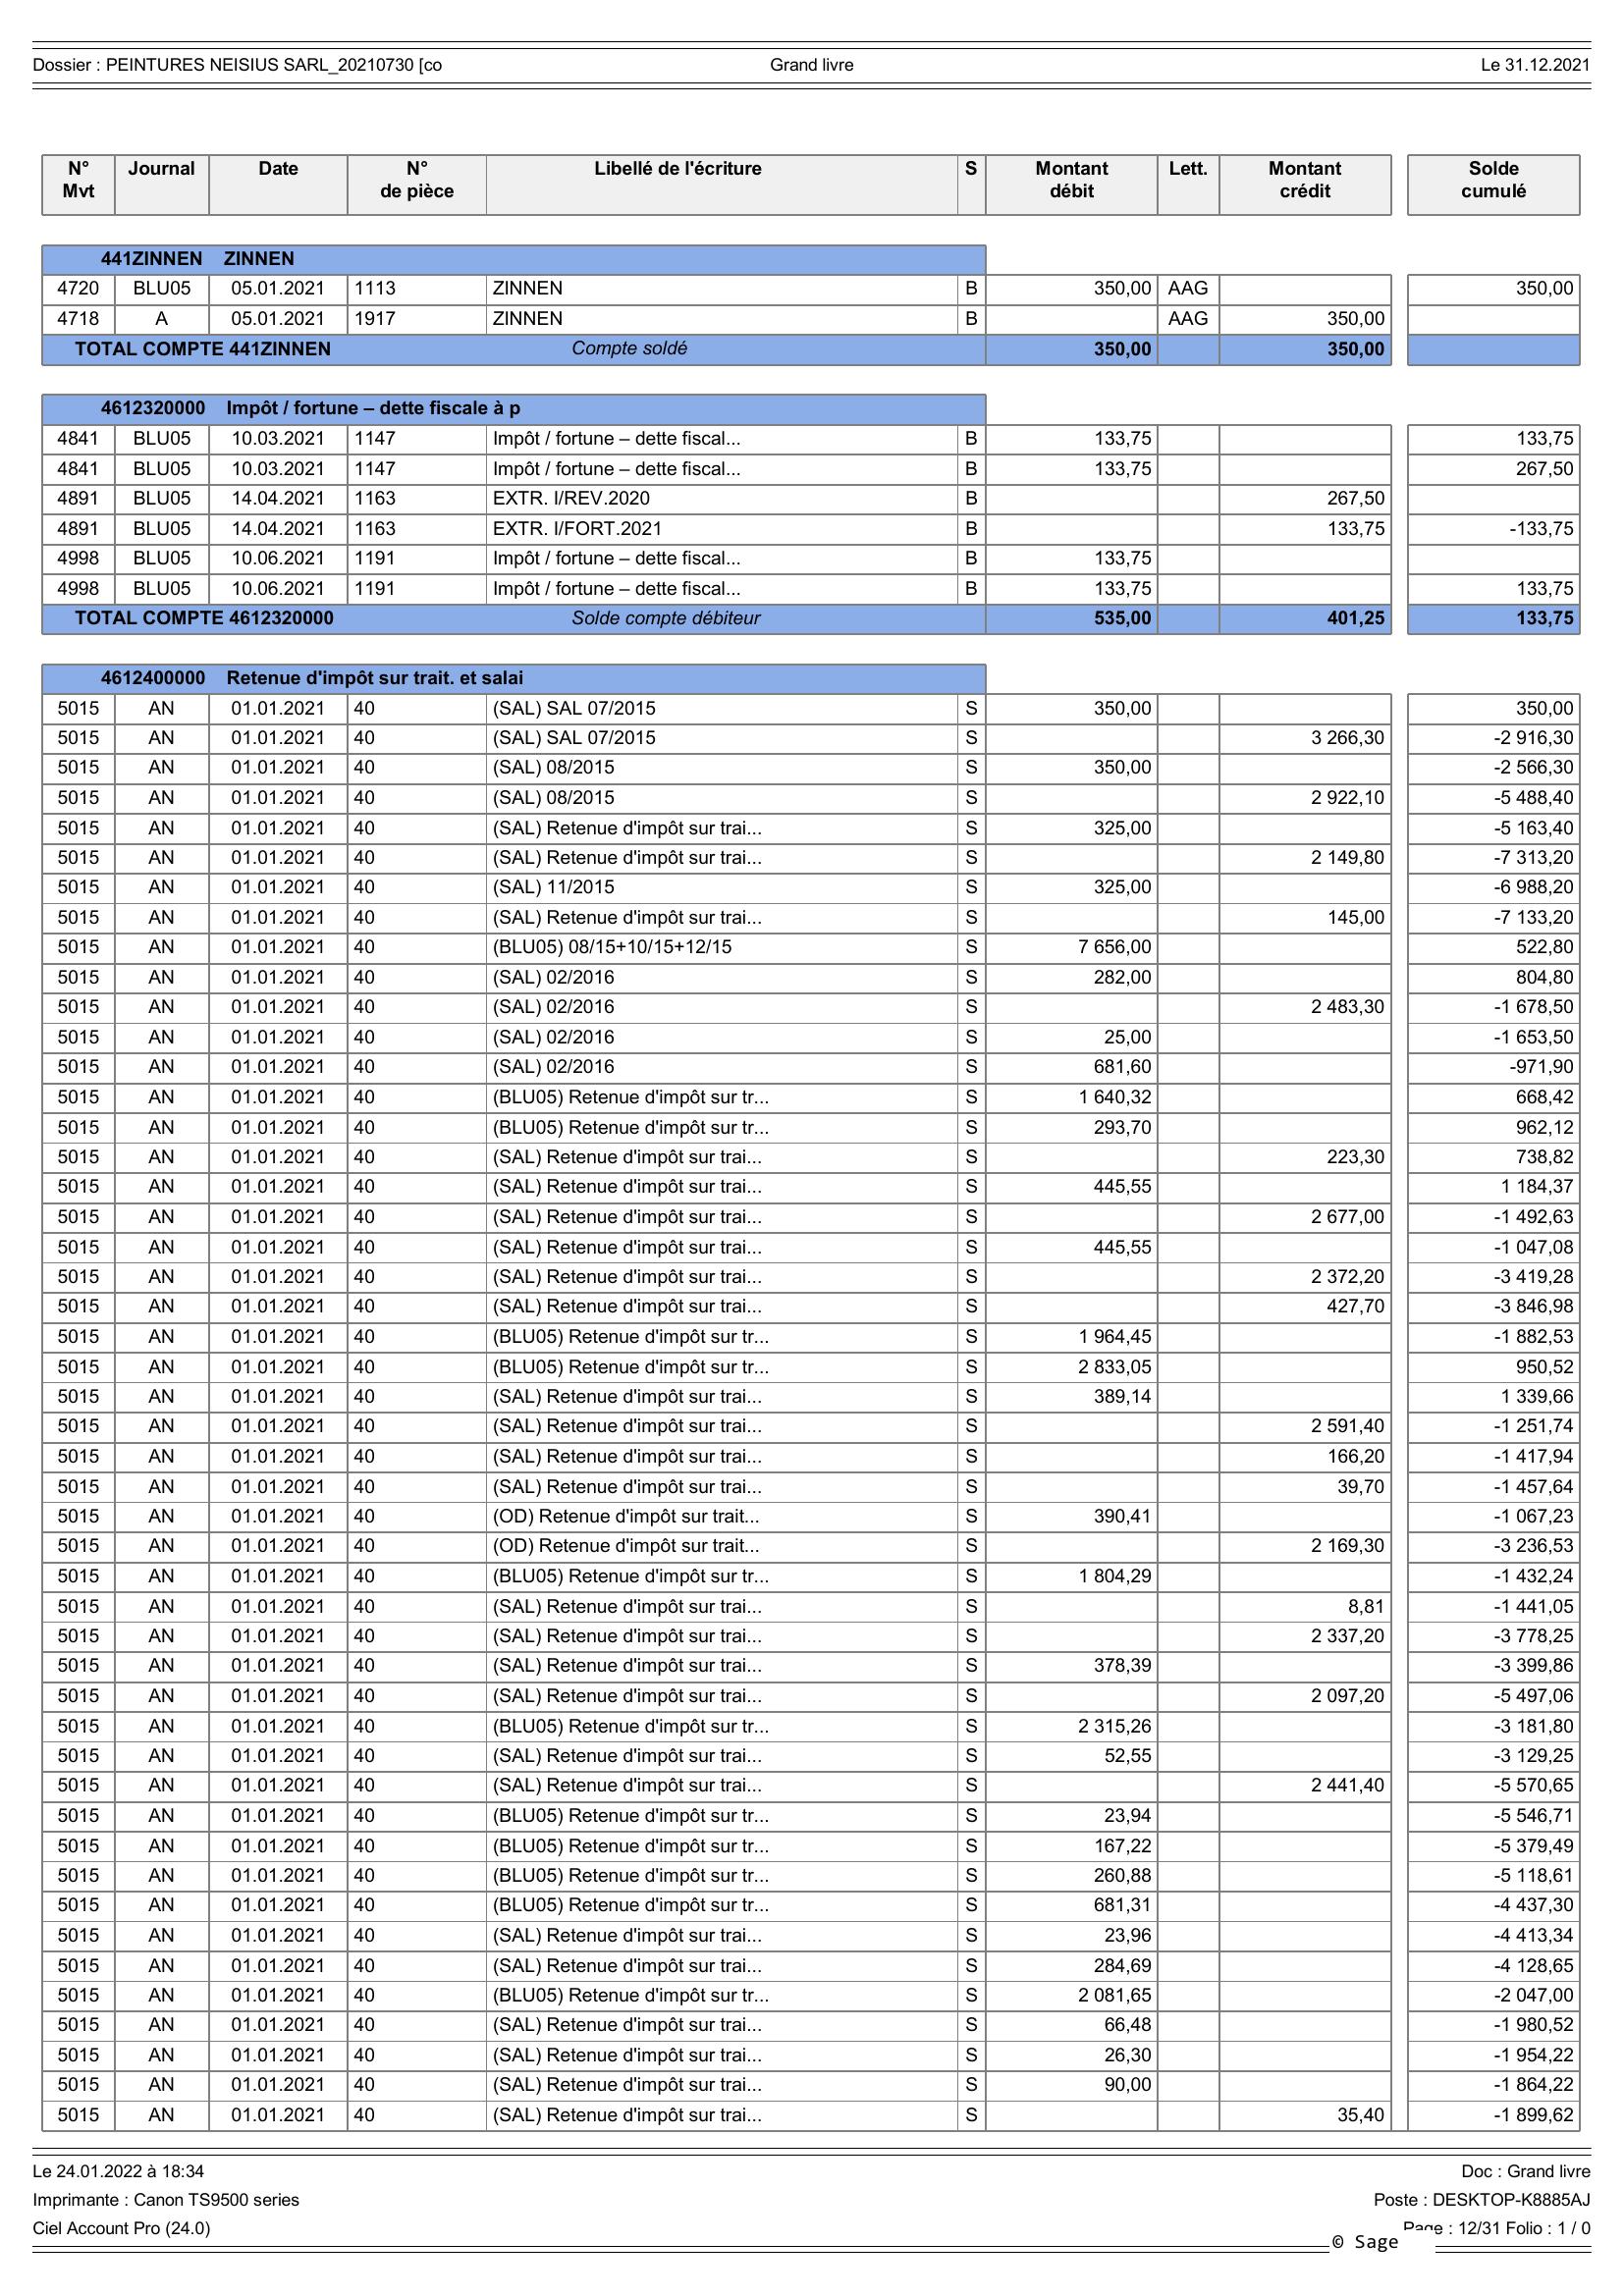 Dossier : PEINTURES NEISIUS SARL_20210730 [co Grand livre Le 31.12.2021
N° Mvt Journal Date N° de pièce Libellé de l'écriture S Montant débit Lett. Montant crédit Solde cumulé
441ZINNEN ZINNEN
4720 BLU05 05.01.2021 1113 ZINNEN B 350,00 AAG 350,00
4718 A 05.01.2021 1917 ZINNEN B AAG 350,00
TOTAL COMPTE 441ZINNEN Compte soldé 350,00 350,00
4612320000 Impôt / fortune – dette fiscale à p
4841 BLU05 10.03.2021 1147 Impôt / fortune – dette fiscal... B 133,75 133,75
4841 BLU05 10.03.2021 1147 Impôt / fortune – dette fiscal... B 133,75 267,50
4891 BLU05 14.04.2021 1163 EXTR. I/REV.2020 B 267,50
4891 BLU05 14.04.2021 1163 EXTR. I/FORT.2021 B 133,75 -133,75
4998 BLU05 10.06.2021 1191 Impôt / fortune – dette fiscal... B 133,75
4998 BLU05 10.06.2021 1191 Impôt / fortune – dette fiscal... B 133,75 133,75
TOTAL COMPTE 4612320000 Solde compte débiteur 535,00 401,25 133,75
4612400000 Retenue d'impôt sur trait. et salai
5015 AN 01.01.2021 40 (SAL) SAL 07/2015 S 350,00 350,00
5015 AN 01.01.2021 40 (SAL) SAL 07/2015 S 3 266,30 -2 916,30
5015 AN 01.01.2021 40 (SAL) 08/2015 S 350,00 -2 566,30
5015 AN 01.01.2021 40 (SAL) 08/2015 S 2 922,10 -5 488,40
5015 AN 01.01.2021 40 (SAL) Retenue d'impôt sur trai... S 325,00 -5 163,40
5015 AN 01.01.2021 40 (SAL) Retenue d'impôt sur trai... S 2 149,80 -7 313,20
5015 AN 01.01.2021 40 (SAL) 11/2015 S 325,00 -6 988,20
5015 AN 01.01.2021 40 (SAL) Retenue d'impôt sur trai... S 145,00 -7 133,20
5015 AN 01.01.2021 40 (BLU05) 08/15+10/15+12/15 S 7 656,00 522,80
5015 AN 01.01.2021 40 (SAL) 02/2016 S 282,00 804,80
5015 AN 01.01.2021 40 (SAL) 02/2016 S 2 483,30 -1 678,50
5015 AN 01.01.2021 40 (SAL) 02/2016 S 25,00 -1 653,50
5015 AN 01.01.2021 40 (SAL) 02/2016 S 681,60 -971,90
5015 AN 01.01.2021 40 (BLU05) Retenue d'impôt sur tr... S 1 640,32 668,42
5015 AN 01.01.2021 40 (BLU05) Retenue d'impôt sur tr... S 293,70 962,12
5015 AN 01.01.2021 40 (SAL) Retenue d'impôt sur trai... S 223,30 738,82
5015 AN 01.01.2021 40 (SAL) Retenue d'impôt sur trai... S 445,55 1 184,37
5015 AN 01.01.2021 40 (SAL) Retenue d'impôt sur trai... S 2 677,00 -1 492,63
5015 AN 01.01.2021 40 (SAL) Retenue d'impôt sur trai... S 445,55 -1 047,08
5015 AN 01.01.2021 40 (SAL) Retenue d'impôt sur trai... S 2 372,20 -3 419,28
5015 AN 01.01.2021 40 (SAL) Retenue d'impôt sur trai... S 427,70 -3 846,98
5015 AN 01.01.2021 40 (BLU05) Retenue d'impôt sur tr... S 1 964,45 -1 882,53
5015 AN 01.01.2021 40 (BLU05) Retenue d'impôt sur tr... S 2 833,05 950,52
5015 AN 01.01.2021 40 (SAL) Retenue d'impôt sur trai... S 389,14 1 339,66
5015 AN 01.01.2021 40 (SAL) Retenue d'impôt sur trai... S 2 591,40 -1 251,74
5015 AN 01.01.2021 40 (SAL) Retenue d'impôt sur trai... S 166,20 -1 417,94
5015 AN 01.01.2021 40 (SAL) Retenue d'impôt sur trai... S 39,70 -1 457,64
5015 AN 01.01.2021 40 (OD) Retenue d'impôt sur trait... S 390,41 -1 067,23
5015 AN 01.01.2021 40 (OD) Retenue d'impôt sur trait... S 2 169,30 -3 236,53
5015 AN 01.01.2021 40 (BLU05) Retenue d'impôt sur tr... S 1 804,29 -1 432,24
5015 AN 01.01.2021 40 (SAL) Retenue d'impôt sur trai... S 8,81 -1 441,05
5015 AN 01.01.2021 40 (SAL) Retenue d'impôt sur trai... S 2 337,20 -3 778,25
5015 AN 01.01.2021 40 (SAL) Retenue d'impôt sur trai... S 378,39 -3 399,86
5015 AN 01.01.2021 40 (SAL) Retenue d'impôt sur trai... S 2 097,20 -5 497,06
5015 AN 01.01.2021 40 (BLU05) Retenue d'impôt sur tr... S 2 315,26 -3 181,80
5015 AN 01.01.2021 40 (SAL) Retenue d'impôt sur trai... S 52,55 -3 129,25
5015 AN 01.01.2021 40 (SAL) Retenue d'impôt sur trai... S 2 441,40 -5 570,65
5015 AN 01.01.2021 40 (BLU05) Retenue d'impôt sur tr... S 23,94 -5 546,71
5015 AN 01.01.2021 40 (BLU05) Retenue d'impôt sur tr... S 167,22 -5 379,49
5015 AN 01.01.2021 40 (BLU05) Retenue d'impôt sur tr... S 260,88 -5 118,61
5015 AN 01.01.2021 40 (BLU05) Retenue d'impôt sur tr... S 681,31 -4 437,30
5015 AN 01.01.2021 40 (SAL) Retenue d'impôt sur trai... S 23,96 -4 413,34
5015 AN 01.01.2021 40 (SAL) Retenue d'impôt sur trai... S 284,69 -4 128,65
5015 AN 01.01.2021 40 (BLU05) Retenue d'impôt sur tr... S 2 081,65 -2 047,00
5015 AN 01.01.2021 40 (SAL) Retenue d'impôt sur trai... S 66,48 -1 980,52
5015 AN 01.01.2021 40 (SAL) Retenue d'impôt sur trai... S 26,30 -1 954,22
5015 AN 01.01.2021 40 (SAL) Retenue d'impôt sur trai... S 90,00 -1 864,22
5015 AN 01.01.2021 40 (SAL) Retenue d'impôt sur trai... S 35,40 -1 899,62
Le 24.01.2022 à 18:34 Doc : Grand livre
Imprimante : Canon TS9500 series Poste : DESKTOP-K8885AJ
Ciel Account Pro (24.0) Page : 12/31 Folio : 1 / 0
© Sage